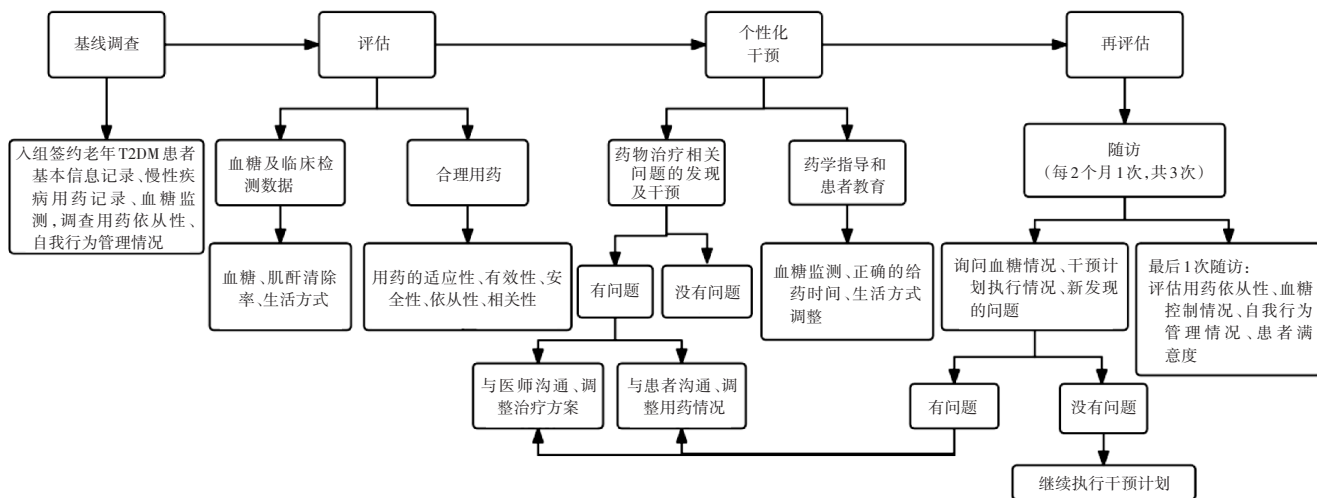 基线调查
评估
个性化
干预
再评估
入组签约老年T2DM患者
基本信息记录、慢性疾
病用药记录、血糖监
测,调查用药依从性、
自我行为管理情况
血糖及临床检
测数据
合理用药
药物治疗相关
问题的发现
及干预
药学指导和
患者教育
随访
(每2个月1次,共3次)
血糖、肌酐清除
率、生活方式
用药的适应性、有效性、安
全性、依从性、相关性
有问题
没有问题
血糖监测、正确的给
药时间、生活方式
调整
询问血糖情况、干预计
划执行情况、新发现
的问题
最后1次随访:
评估用药依从性、血糖
控制情况、自我行为
管理情况、患者满
意度
与医师沟通、调
整治疗方案
与患者沟通、调
整用药情况
有问题
没有问题
继续执行干预计划